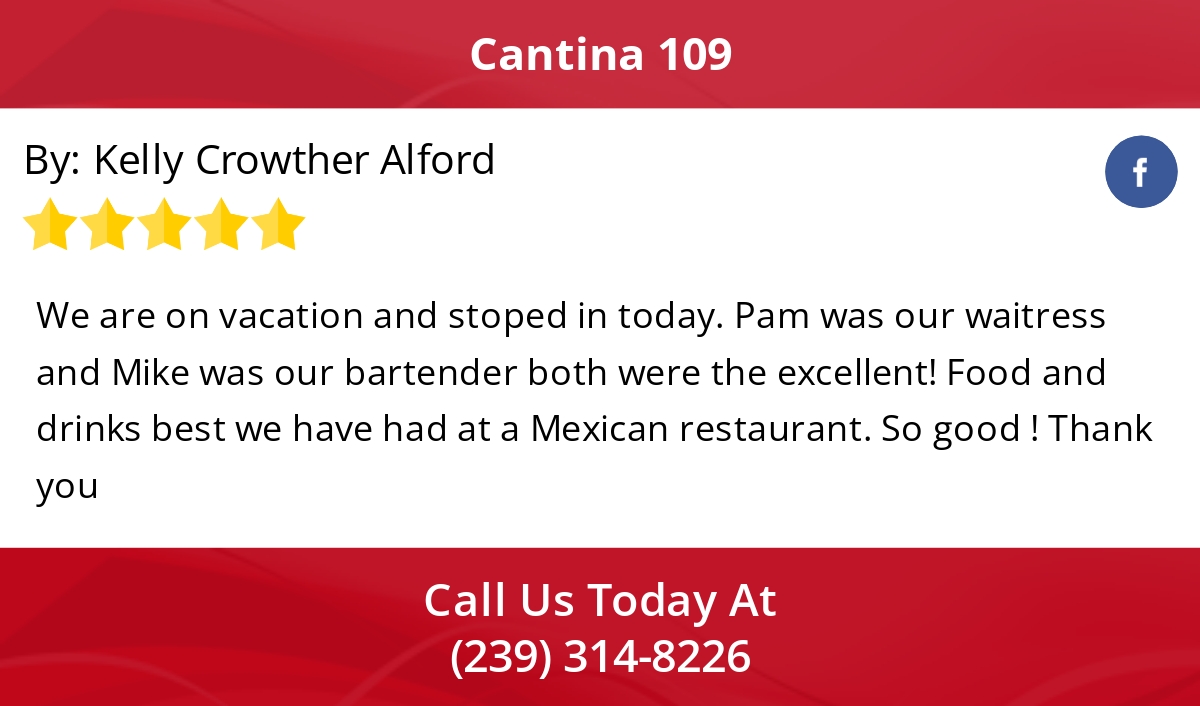 Cantina 109
By: Kelly Crowther Alford
f
We are on vacation and stoped in today. Pam was our waitress
and Mike was our bartender both were the excellent! Food and
drinks best we have had at a Mexican restaurant. So good ! Thank
you
Call Us Today At
(239) 314-8226